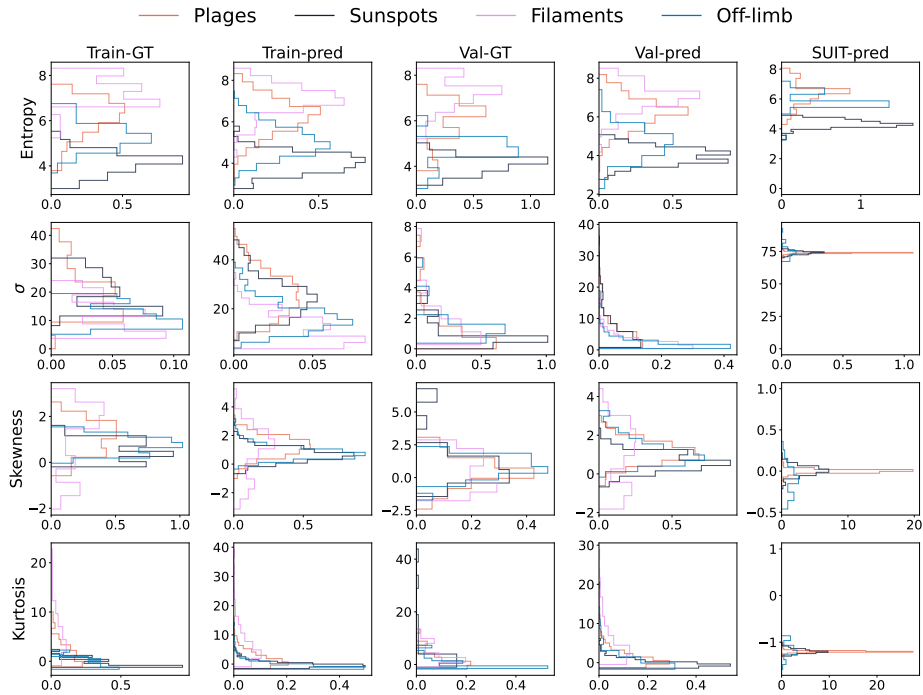 Plages Sunspots Filaments Off-limb
Train-GT Train-pred Val-GT Val-pred SUIT-pred
Entropy
8 6 4 0.5
8 6 4 0.0 0.5
8 6 4 0.0 0.5 1.0
8 6 4 2 0.0 0.5
8 6 4 2 0 1
σ
40 30 20 10 0 0.00 0.05 0.10
40 20 0.00 0.05
8 6 4 2 0 0.0 0.5 1.0
40 30 20 10 0 0.0 0.2 0.4
75 50 25 0 0.0 0.5 1.0
Skewness
2 0 −2 0.0 0.5 1.0
4 2 0 −2 0.0 0.5
5.0 2.5 0.0 −2.5 0.0 0.2 0.4
4 2 0 −2 0.0 0.5
1.0 0.5 0.0 −0.5 0 10 20
Kurtosis
20 10 0 0.0 0.5
40 30 20 10 0 0.0 0.2 0.4
40 20 0 0.0 0.2 0.4
30 20 10 0 0.0 0.2 0.4
1 0 −1 0 10 20